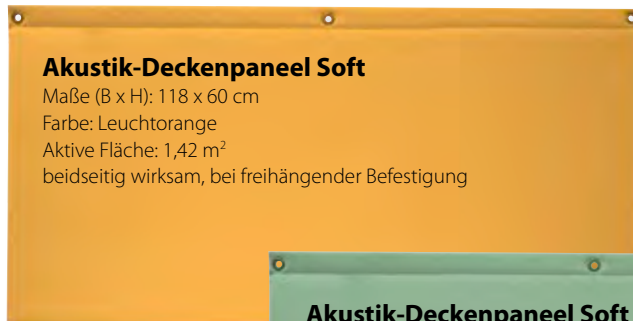 Akustik-Deckenpaneel Soft
Maße (B x H): 118 x 60 cm
Farbe: Leuchtorange
Aktive Fläche: 1,42 m²
beidseitig wirksam, bei freihängender Befestigung
Akustik-Deckenpaneel Soft